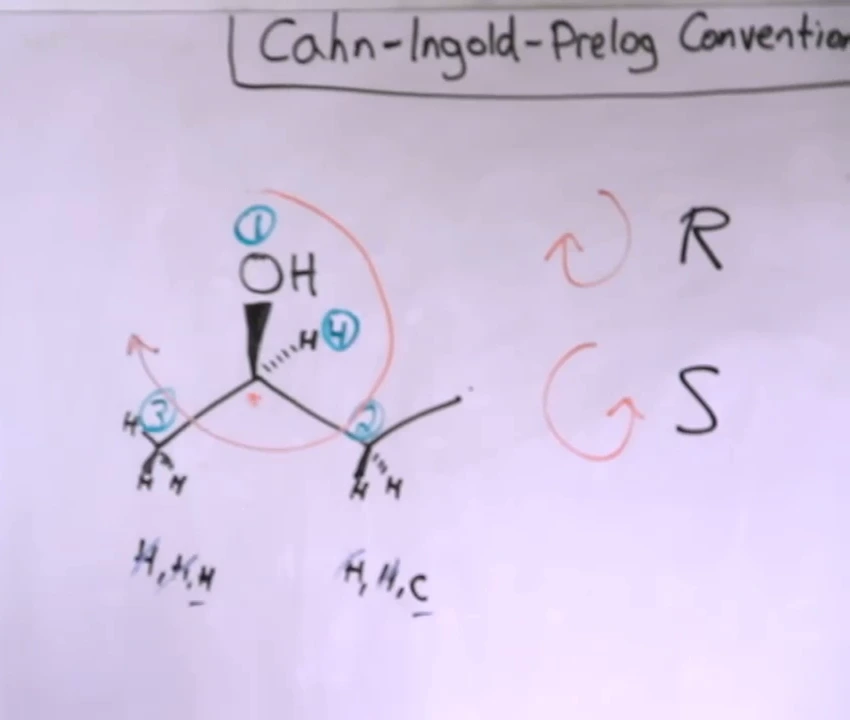 Cahn-Ingold-Prelog Convention
1
OH
H 4
R
H 3
2
S
H H
H H
H, H, H
H, H, C